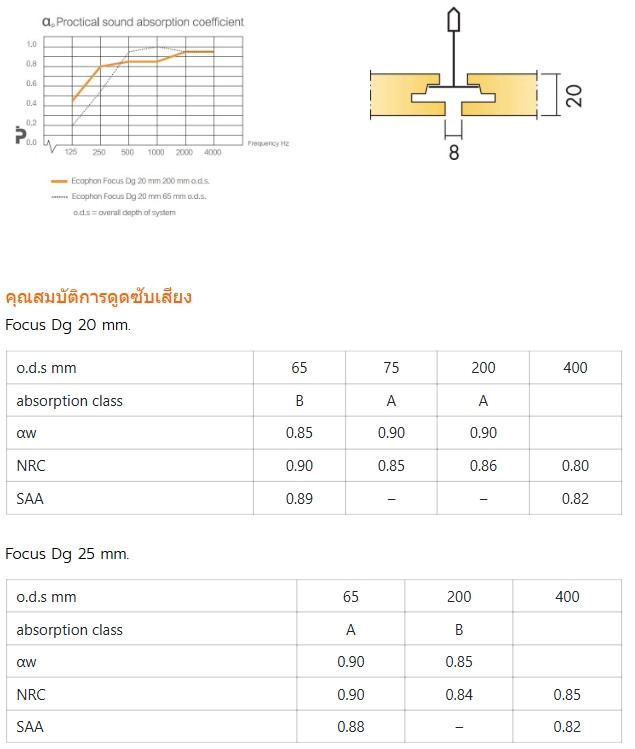 αp Proctical sound absorption coefficient
1.0
0.8
0.6
0.4
0.2
0.0
125 250 500 1000 2000 4000 Frequency Hz
Ecophon Focus Dg 20 mm 200 mm o.d.s.
Ecophon Focus Dg 20 mm 65 mm o.d.s.
o.d.s = overall depth of system
20
8
คุณสมบัติการดูดซับเสียง
Focus Dg 20 mm.
o.d.s mm 65 75 200 400
absorption class B A A
αw 0.85 0.90 0.90
NRC 0.90 0.85 0.86 0.80
SAA 0.89 – – 0.82
Focus Dg 25 mm.
o.d.s mm 65 200 400
absorption class A B
αw 0.90 0.85
NRC 0.90 0.84 0.85
SAA 0.88 – 0.82